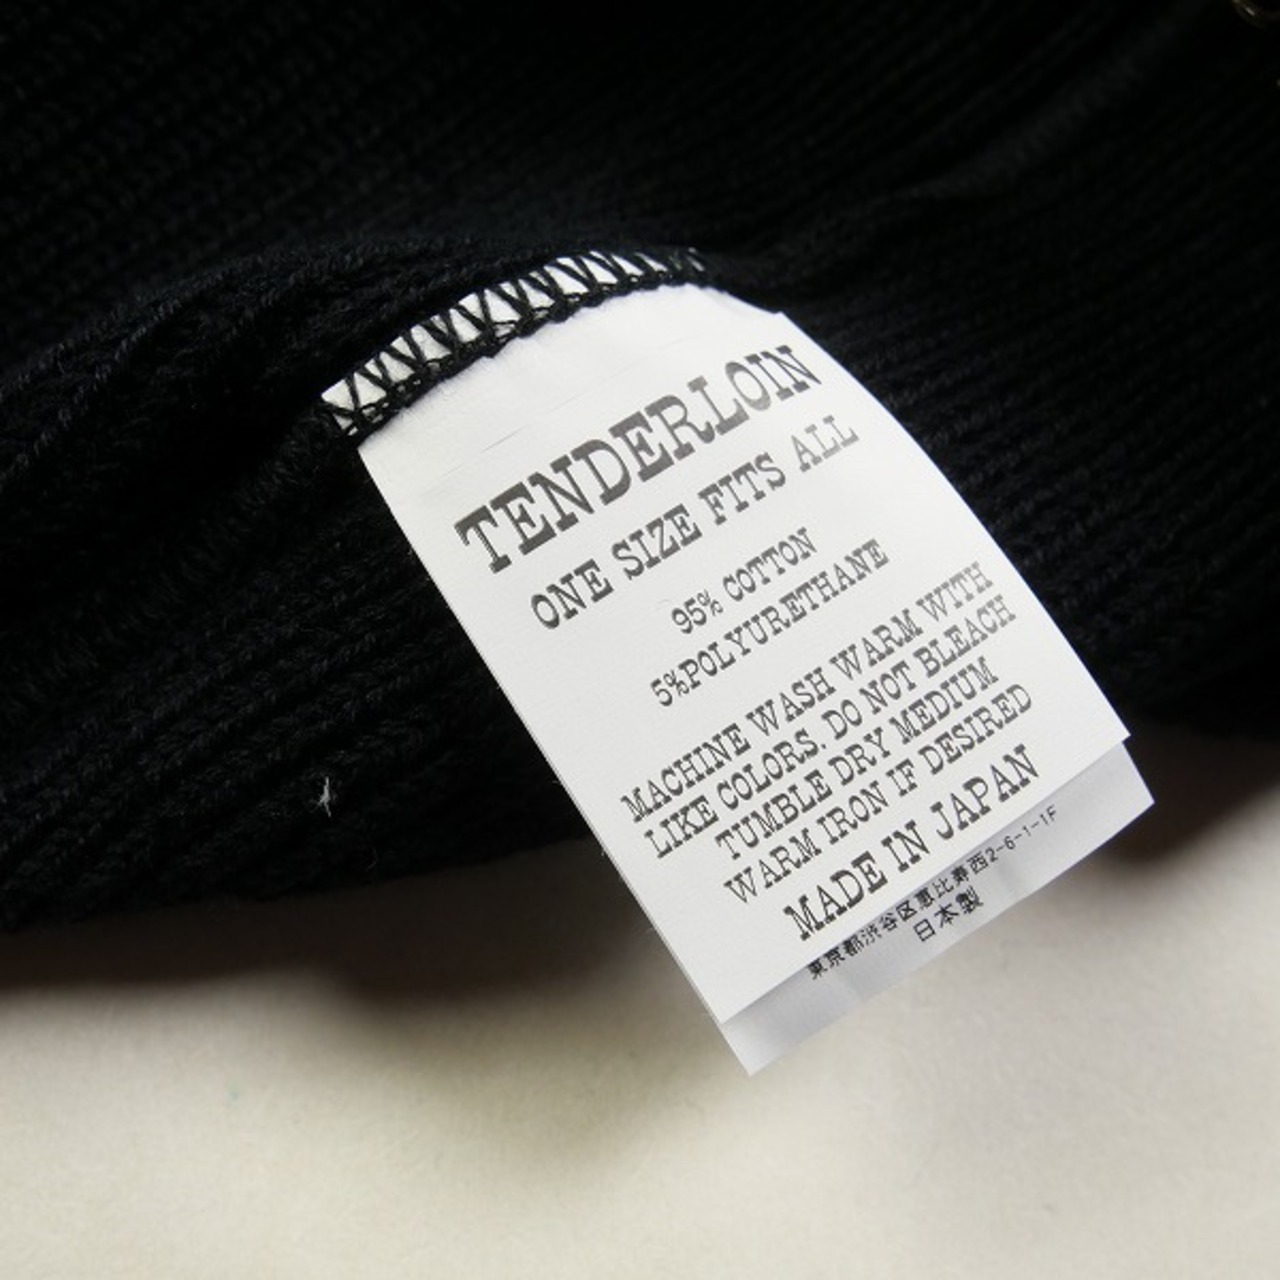 TENDERLOIN
ONE SIZE FITS ALL
95% COTTON
5%POLYURETHANE
MACHINE WASH WARM WITH
LIKE COLORS. DO NOT BLEACH
TUMBLE DRY MEDIUM
WARM IRON IF DESIRED
MADE IN JAPAN
東京都渋谷区恵比寿西2-6-1-1F
日本製